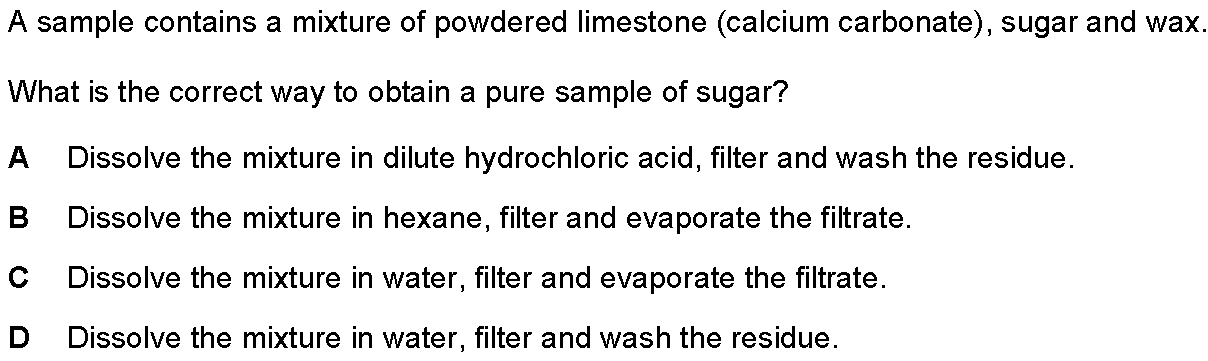 A sample contains a mixture of powdered limestone (calcium carbonate), sugar and wax.
What is the correct way to obtain a pure sample of sugar?
A Dissolve the mixture in dilute hydrochloric acid, filter and wash the residue.
B Dissolve the mixture in hexane, filter and evaporate the filtrate.
C Dissolve the mixture in water, filter and evaporate the filtrate.
D Dissolve the mixture in water, filter and wash the residue.